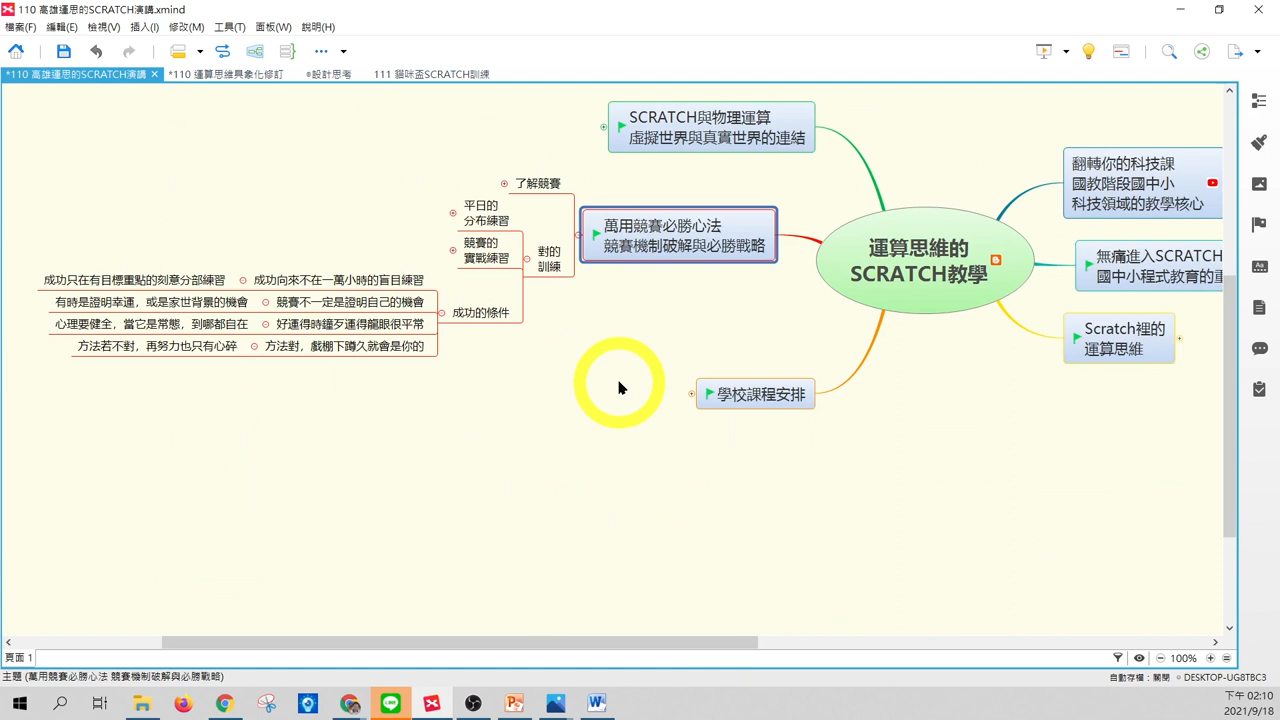 110 高雄運思的SCRATCH演講.xmind
檔案(F) 編輯(E) 檢視(V) 插入(I) 修改(M) 工具(T) 面板(W) 說明(H)
*110 高雄運思的SCRATCH演講 *110 運算思維具象化修訂 設計思考 111 貓咪盃SCRATCH訓練
SCRATCH與物理運算
虛擬世界與真實世界的連結
翻轉你的科技課
國教階段國中小
科技領域的教學核心
了解競賽
平日的
分布練習
萬用競賽必勝心法
競賽機制破解與必勝戰略
運算思維的
SCRATCH教學
競賽的
實戰練習
對的
訓練
無痛進入SCRATCH
國中小程式教育的重
成功只在有目標重點的刻意分部練習 成功向來不在一萬小時的盲目練習
有時是證明幸運，或是家世背景的機會 競賽不一定是證明自己的機會
成功的條件
心理要健全，當它是常態，到哪都自在 好運得時鐘歹運得龍眼很平常
方法若不對，再努力也只有心碎 方法對，戲棚下蹲久就會是你的
Scratch裡的
運算思維
學校課程安排
頁面 1
100%
主題 (萬用競賽必勝心法 競賽機制破解與必勝戰略)
自動存檔：關閉 DESKTOP-UG8TBC3
下午 02:10
2021/9/18